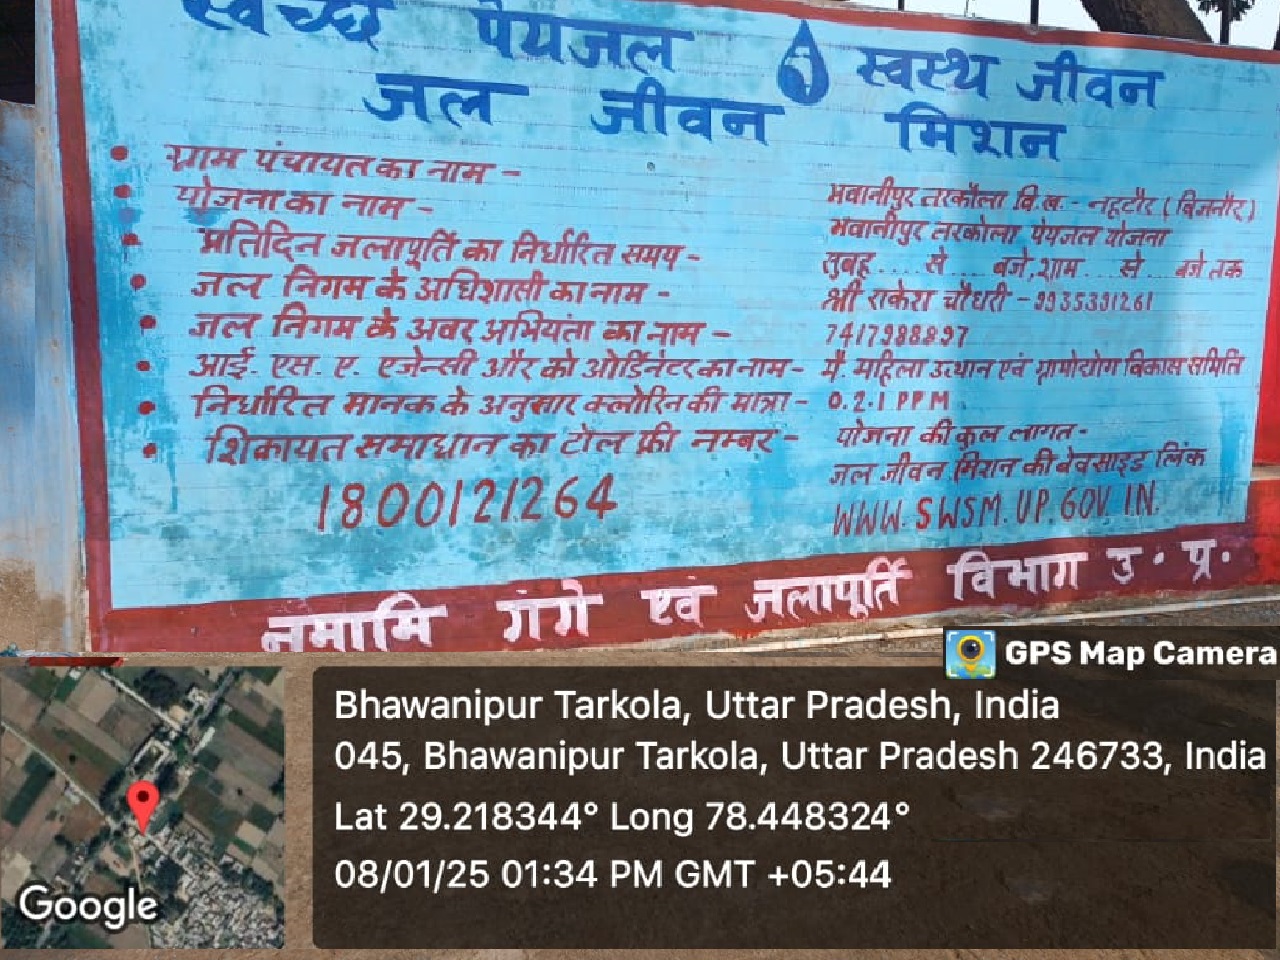 स्वच्छ पेयजल स्वस्थ जीवन
जल जीवन मिशन
ग्राम पंचायत का नाम - भवानीपुर तरकौला वि.ख. - नहटौर (बिजनौर)
योजना का नाम - भवानीपुर तरकोला पेयजल योजना
प्रतिदिन जलापूर्ति का निर्धारित समय - सुबह .... से .... बजे, शाम ... से ... बजे तक
जल निगम के अधिशासी का नाम - श्री राकेश चौधरी -
जल निगम के अवर अभियंता का नाम -
आई. एस. ए. एजेन्सी और को ओर्डिनेटर का नाम - मै. महिला उत्थान एवं ग्रामोद्योग विकास समिति
निर्धारित मानक के अनुसार क्लोरिन की मात्रा - 0.2.1 PPM
शिकायत समाधान का टोल फ्री नम्बर - योजना की कुल लागत -
1800121264 जल जीवन मिशन की वेवसाइड लिंक
WWW.SWSM.UP.GOV.IN.
नमामि गंगे एवं जलापूर्ति विभाग उ॰ प्र॰
GPS Map Camera
Bhawanipur Tarkola, Uttar Pradesh, India
045, Bhawanipur Tarkola, Uttar Pradesh 246733, India
Lat 29.218344° Long 78.448324°
08/01/25 01:34 PM GMT +05:44
Google